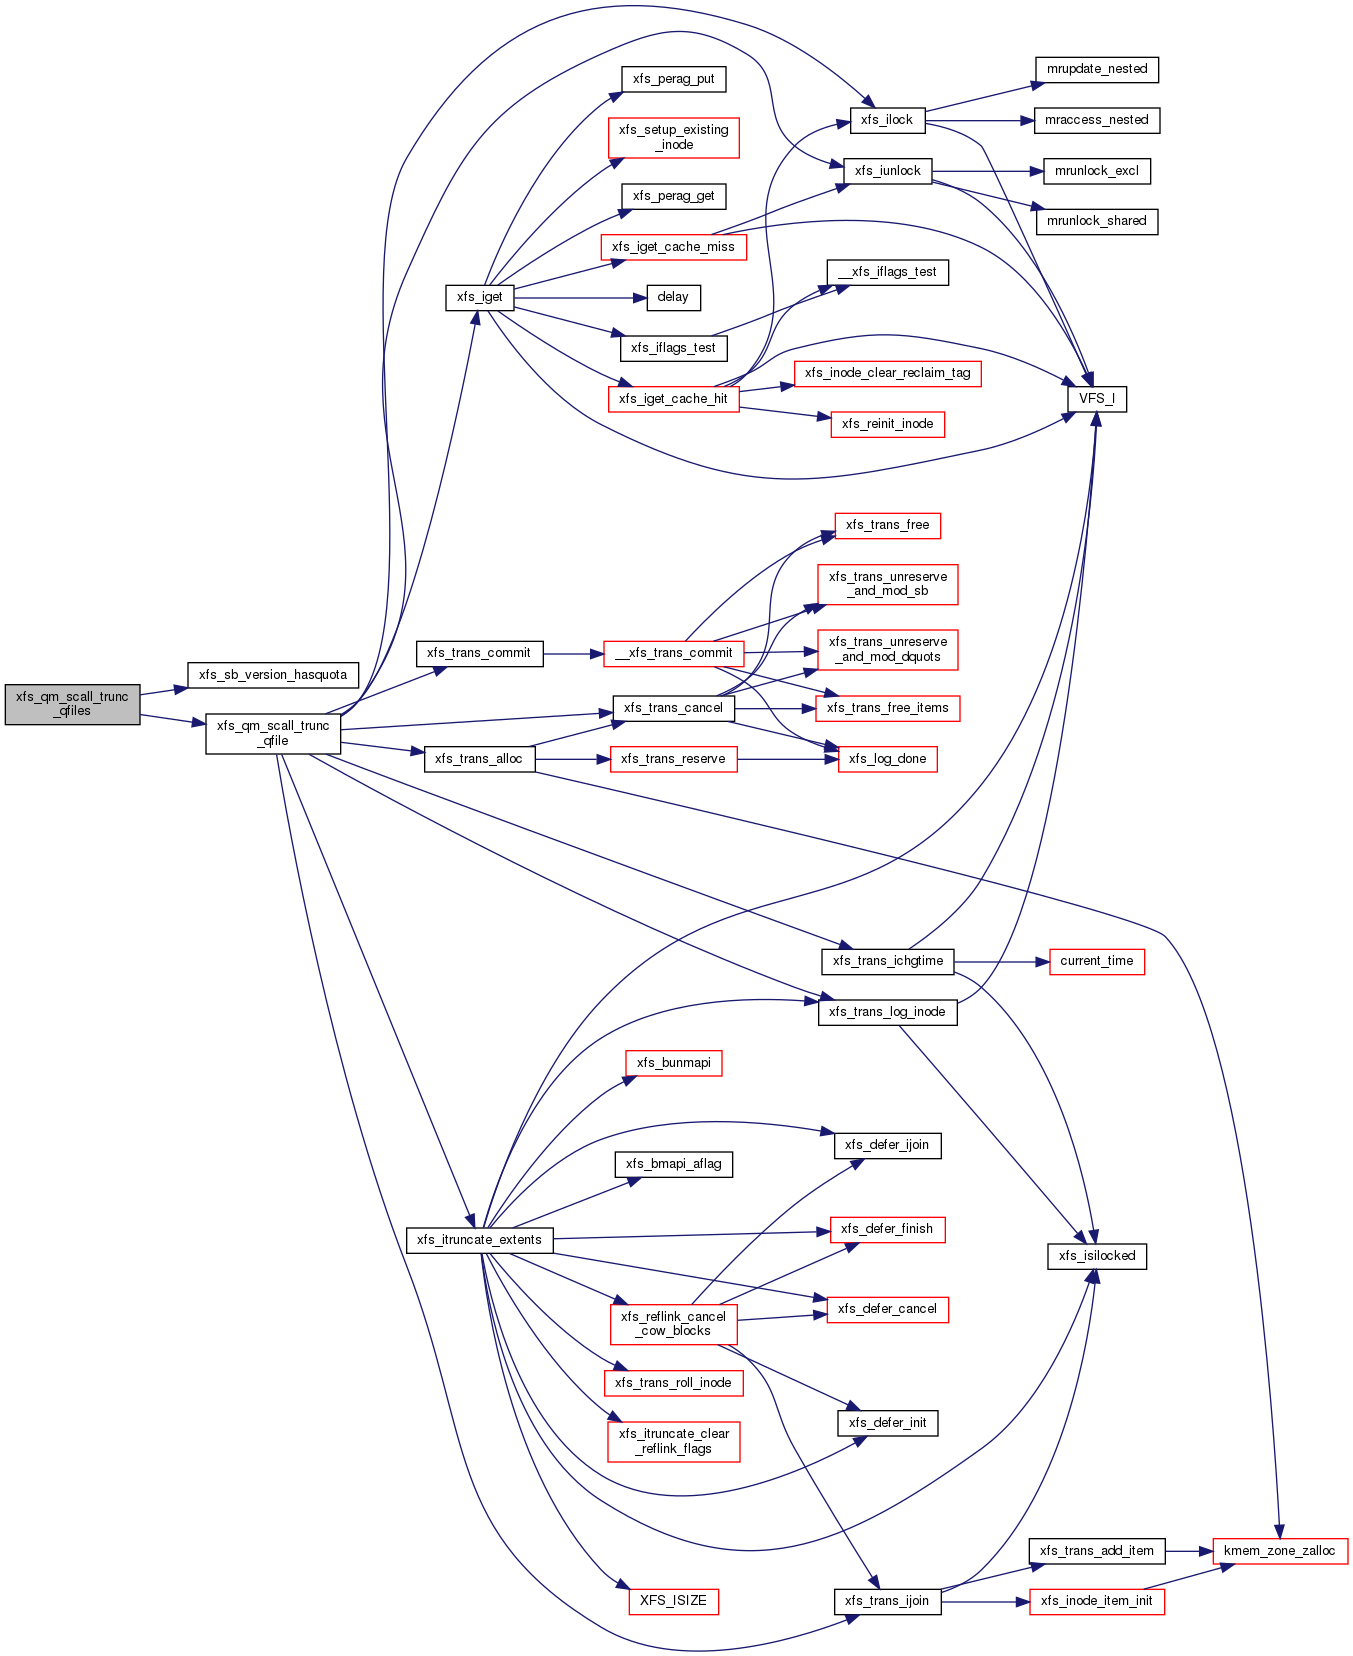 xfs_qm_scall_trunc
_qfiles
xfs_sb_version_hasquota
xfs_qm_scall_trunc
_qfile
xfs_iget
xfs_trans_commit
xfs_trans_alloc
xfs_itruncate_extents
xfs_perag_put
xfs_setup_existing
_inode
xfs_perag_get
xfs_iget_cache_miss
delay
xfs_iflags_test
xfs_iget_cache_hit
__xfs_trans_commit
xfs_trans_cancel
xfs_trans_reserve
xfs_bunmapi
xfs_bmapi_aflag
xfs_reflink_cancel
_cow_blocks
xfs_trans_roll_inode
xfs_itruncate_clear
_reflink_flags
XFS_ISIZE
xfs_ilock
xfs_iunlock
__xfs_iflags_test
xfs_inode_clear_reclaim_tag
xfs_reinit_inode
xfs_trans_free
xfs_trans_unreserve
_and_mod_sb
xfs_trans_unreserve
_and_mod_dquots
xfs_trans_free_items
xfs_log_done
xfs_trans_ichgtime
xfs_trans_log_inode
xfs_defer_ijoin
xfs_defer_finish
xfs_defer_cancel
xfs_defer_init
xfs_trans_ijoin
mrupdate_nested
mraccess_nested
mrunlock_excl
mrunlock_shared
VFS_I
current_time
xfs_isilocked
xfs_trans_add_item
xfs_inode_item_init
kmem_zone_zalloc